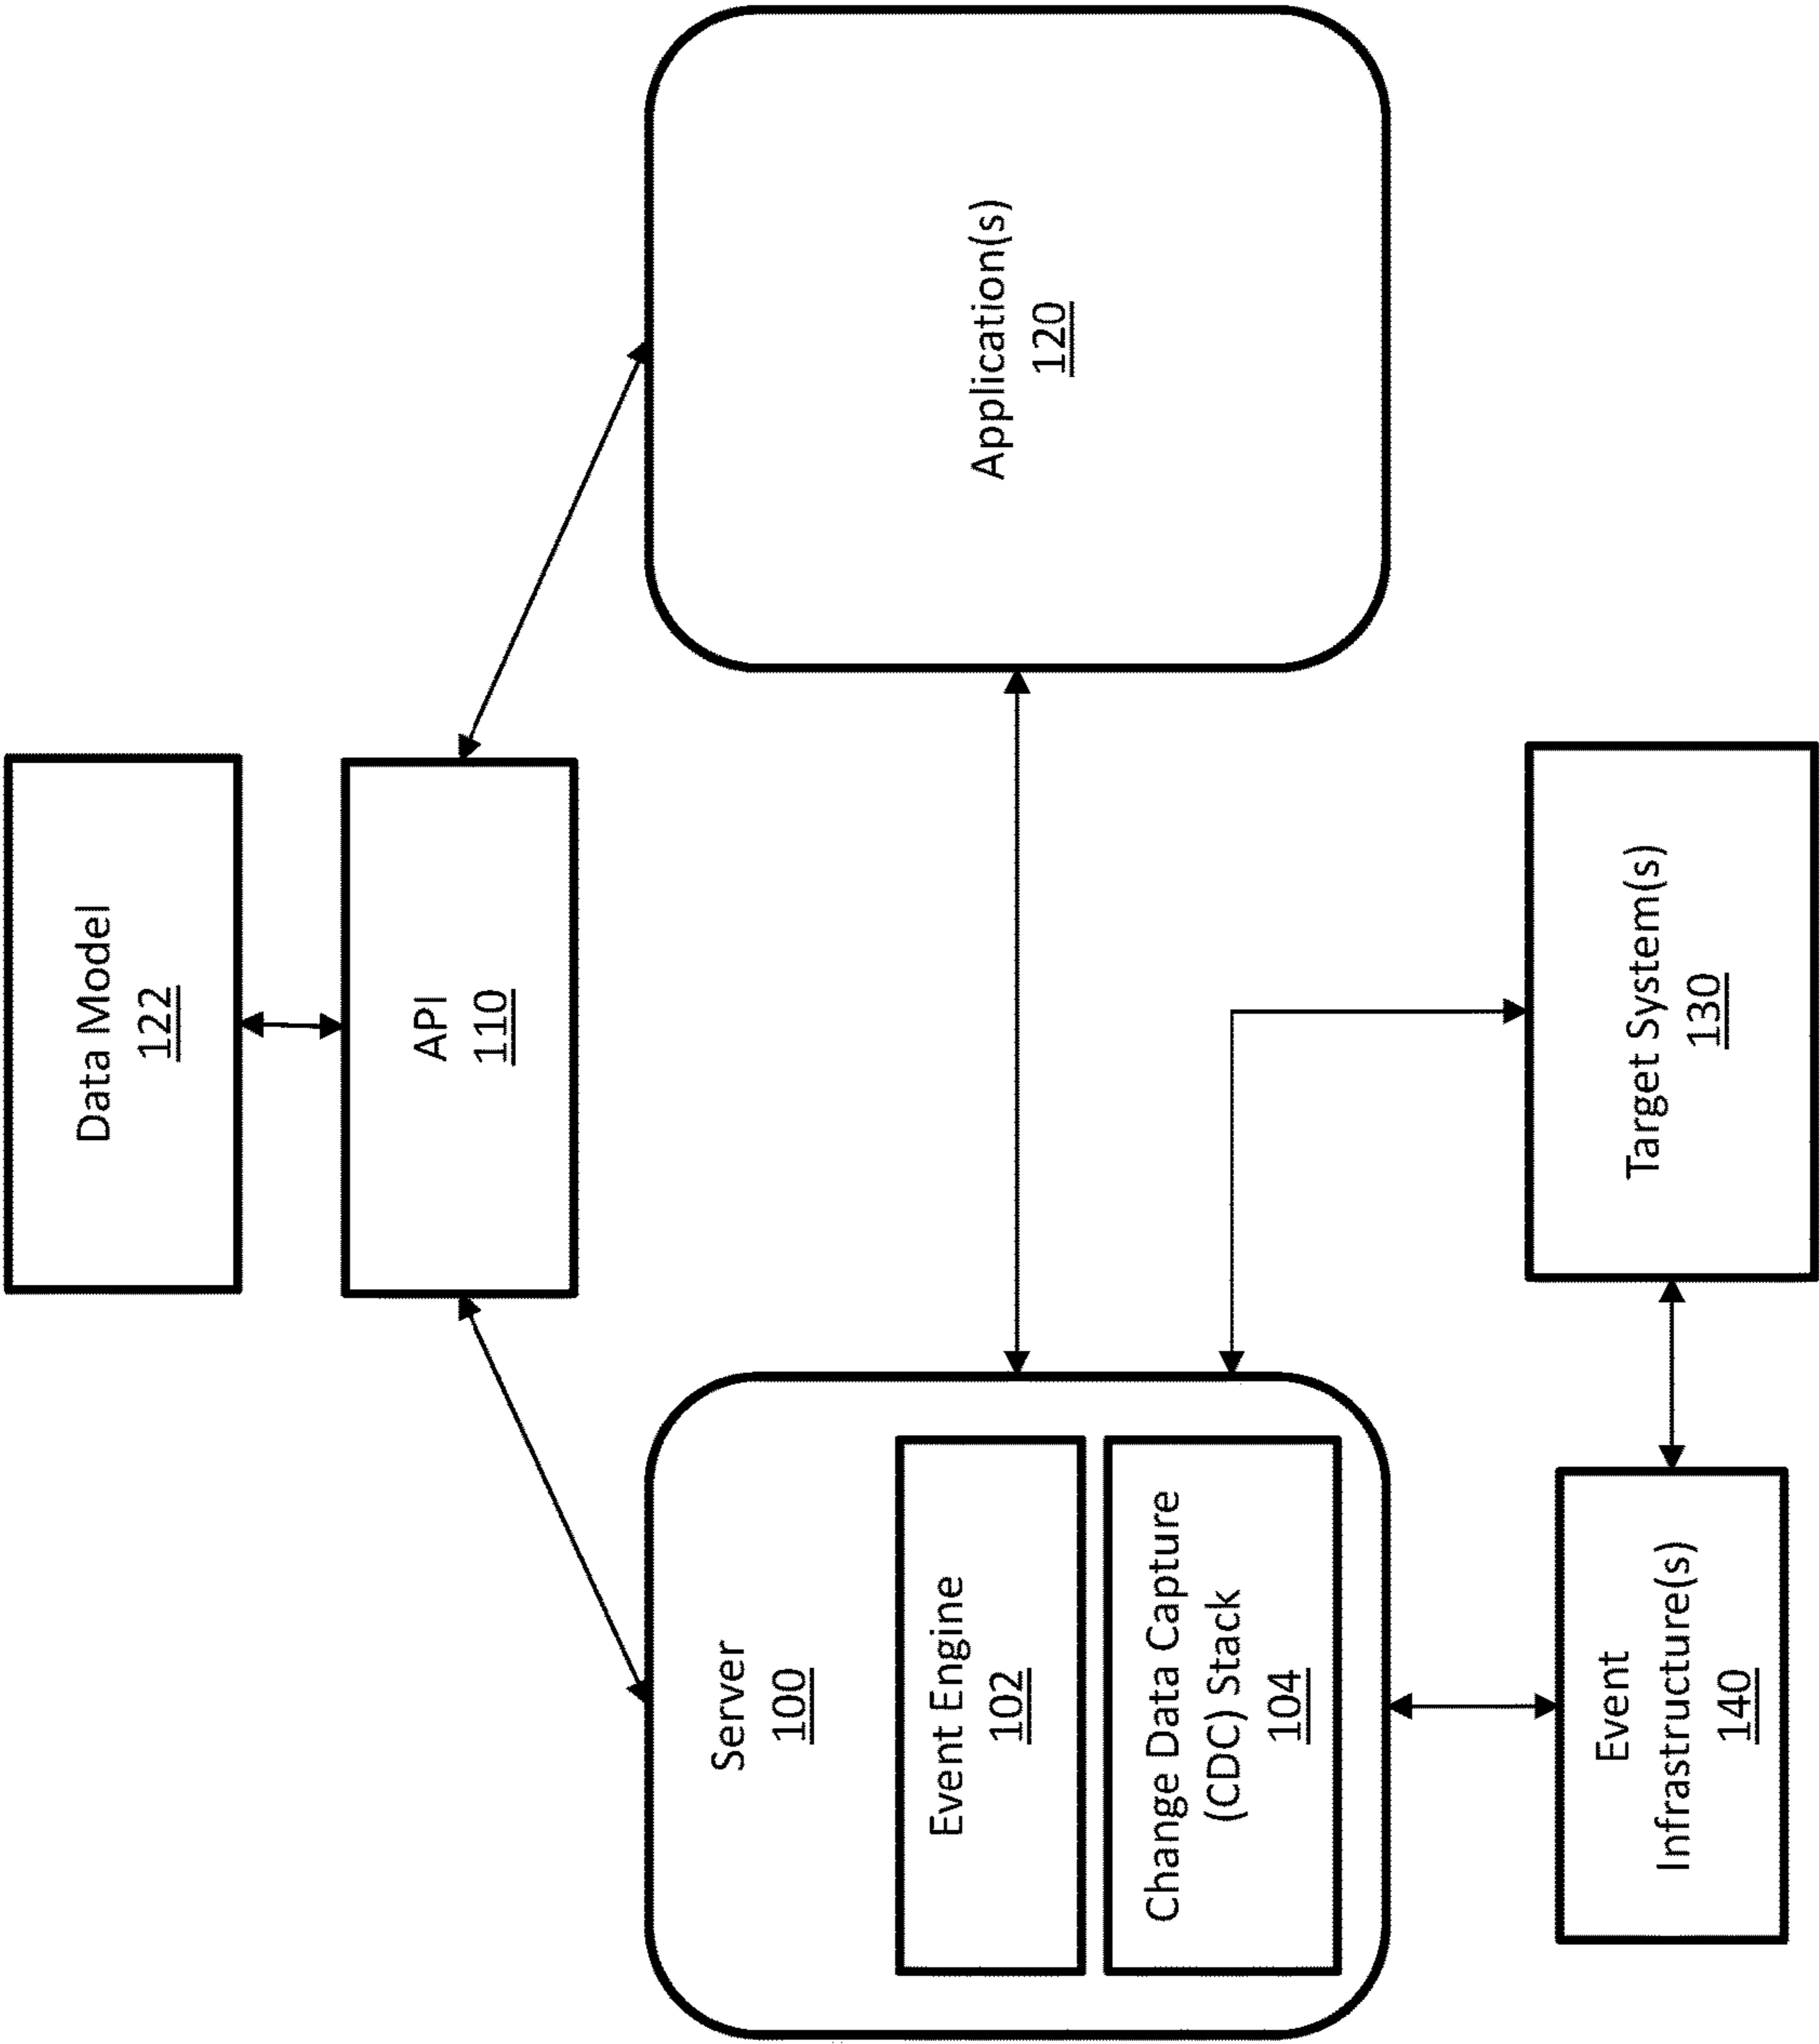 Data Model
122
API
110
Server
100
Event Engine
102
Change Data Capture
(CDC) Stack
104
Application(s)
120
Event
Infrastructure(s)
140
Target System(s)
130